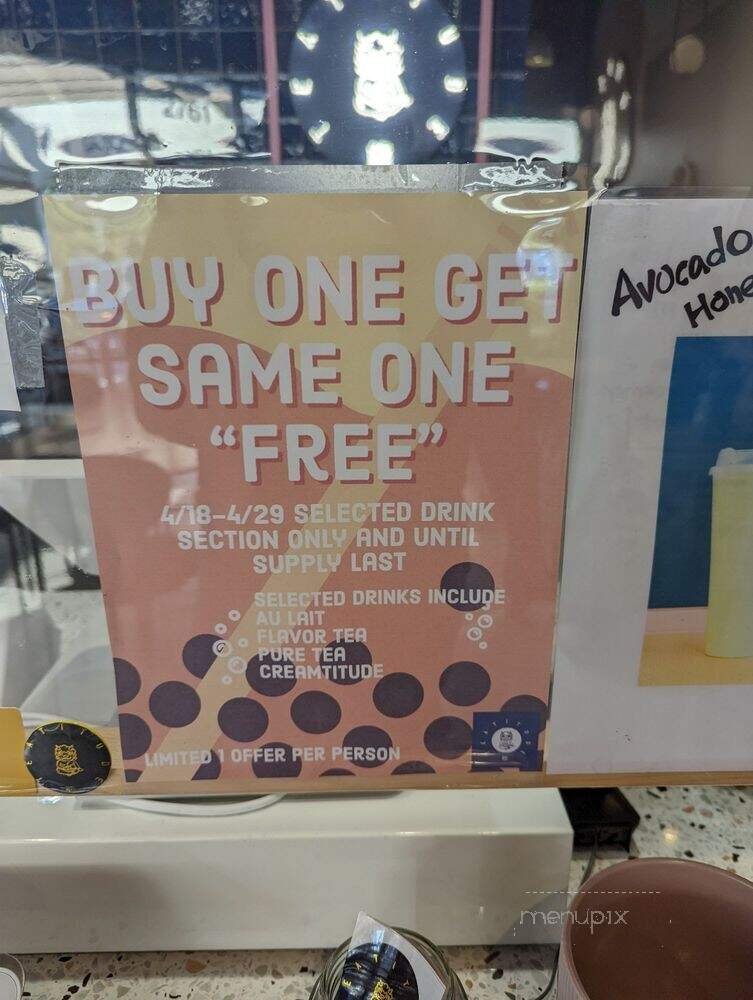 BUY ONE GET
SAME ONE
"FREE"
4/18-4/29 SELECTED DRINK
SECTION ONLY AND UNTIL
SUPPLY LAST
SELECTED DRINKS INCLUDE
AU LAIT
FLAVOR TEA
PURE TEA
CREAMTITUDE
LIMITED 1 OFFER PER PERSON
Avocado
Hone
menupix